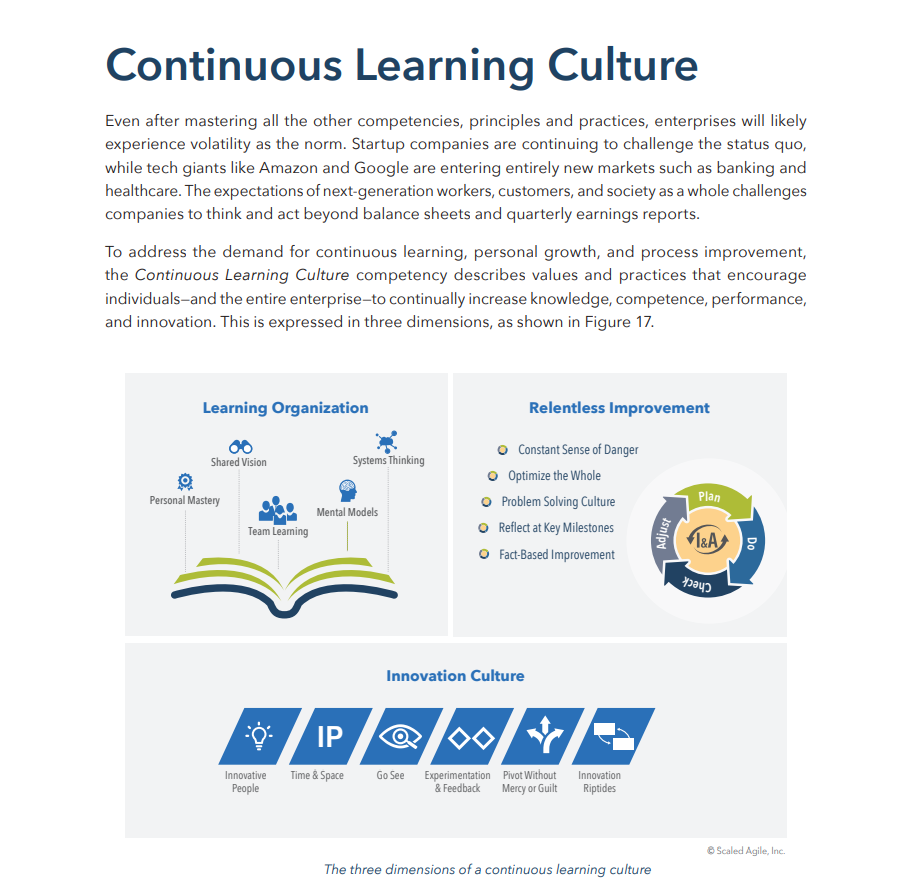 Continuous Learning Culture
Even after mastering all the other competencies, principles and practices, enterprises will likely
experience volatility as the norm. Startup companies are continuing to challenge the status quo,
while tech giants like Amazon and Google are entering entirely new markets such as banking and
healthcare. The expectations of next-generation workers, customers, and society as a whole challenges
companies to think and act beyond balance sheets and quarterly earnings reports.
To address the demand for continuous learning, personal growth, and process improvement,
the Continuous Learning Culture competency describes values and practices that encourage
individuals—and the entire enterprise—to continually increase knowledge, competence, performance,
and innovation. This is expressed in three dimensions, as shown in Figure 17.
Learning Organization
Shared Vision
Systems Thinking
Personal Mastery
Mental Models
Team Learning
Relentless Improvement
Constant Sense of Danger
Optimize the Whole
Problem Solving Culture
Reflect at Key Milestones
Fact-Based Improvement
Plan
Do
Check
Adjust
I&A
Innovation Culture
IP
Innovative
People
Time & Space
Go See
Experimentation
& Feedback
Pivot Without
Mercy or Guilt
Innovation
Riptides
© Scaled Agile, Inc.
The three dimensions of a continuous learning culture